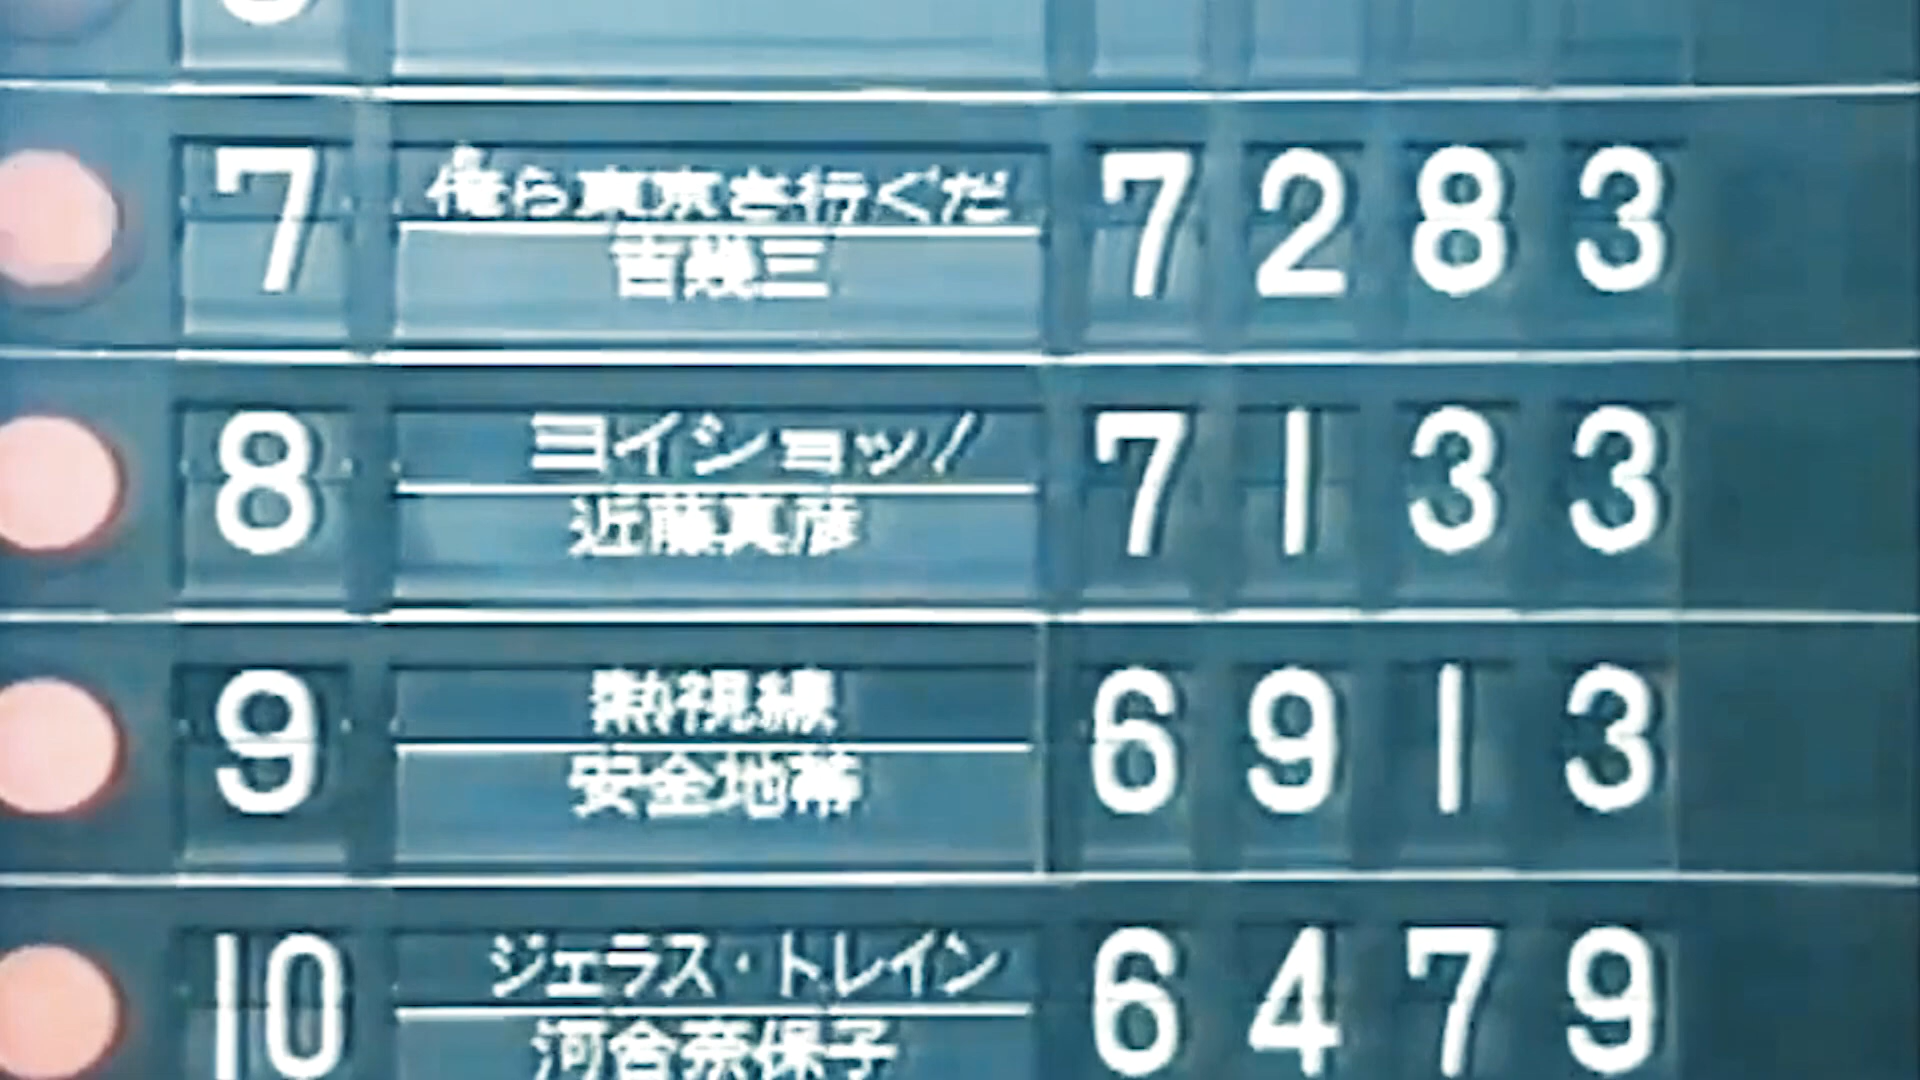 7 俺ら東京さ行ぐだ 7283
吉幾三
8 ヨイショッ! 7133
近藤真彦
9 熱視線 6913
安全地帯
10 ジェラス・トレイン 6479
河合奈保子